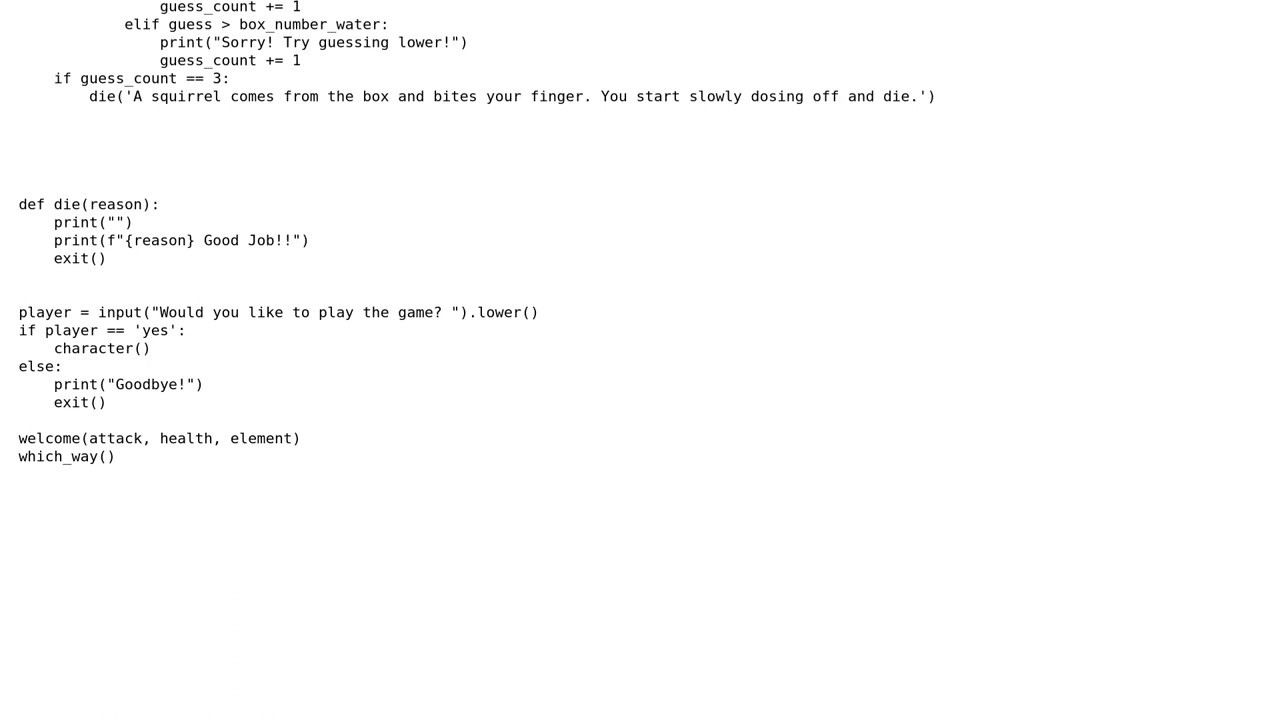 guess_count += 1
elif guess > box_number_water:
print("Sorry! Try guessing lower!")
guess_count += 1
if guess_count == 3:
die('A squirrel comes from the box and bites your finger. You start slowly dosing off and die.')
def die(reason):
print("")
print(f"{reason} Good Job!!")
exit()
player = input("Would you like to play the game? ").lower()
if player == 'yes':
character()
else:
print("Goodbye!")
exit()
welcome(attack, health, element)
which_way()